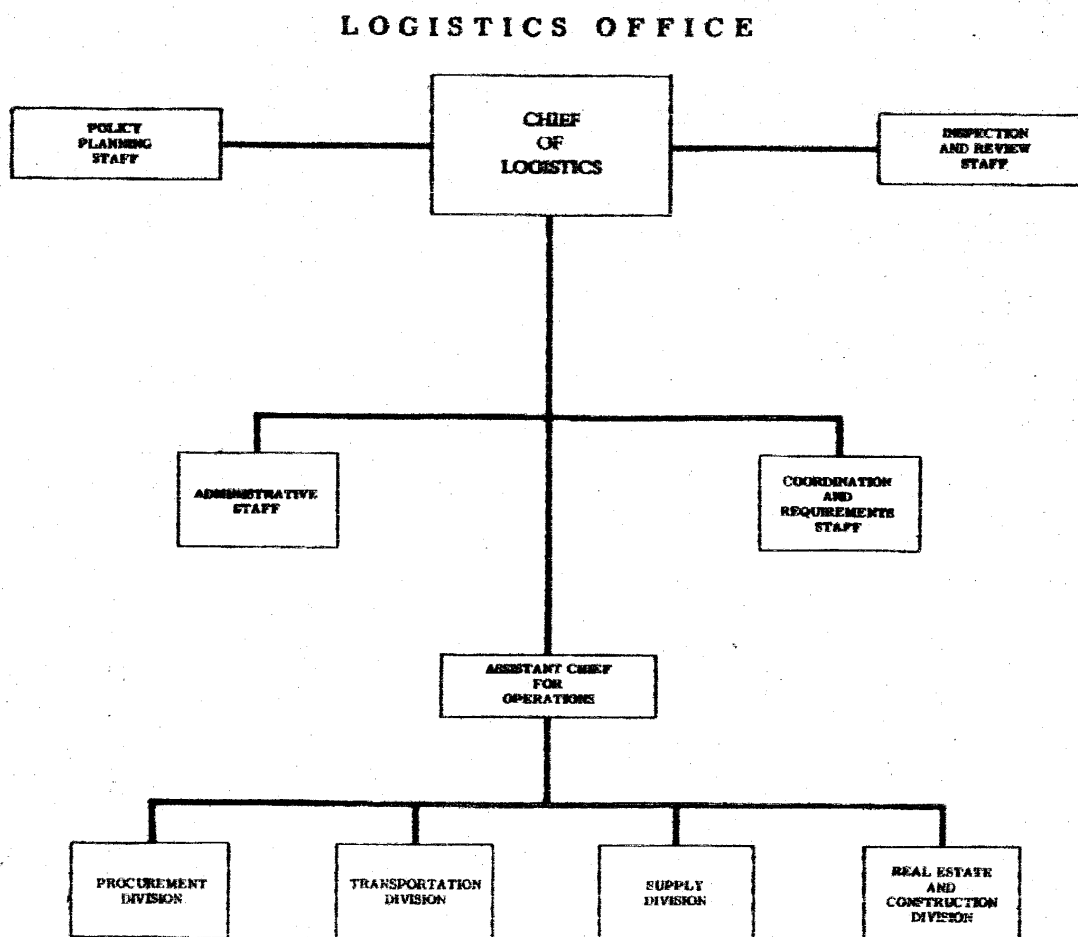 LOGISTICS OFFICE
CHIEF
OF
LOGISTICS
POLICY
PLANNING
STAFF
INSPECTION
AND REVIEW
STAFF
ADMINISTRATIVE
STAFF
COORDINATION
AND
REQUIREMENTS
STAFF
ASSISTANT CHIEF
FOR
OPERATIONS
PROCUREMENT
DIVISION
TRANSPORTATION
DIVISION
SUPPLY
DIVISION
REAL ESTATE
AND
CONSTRUCTION
DIVISION